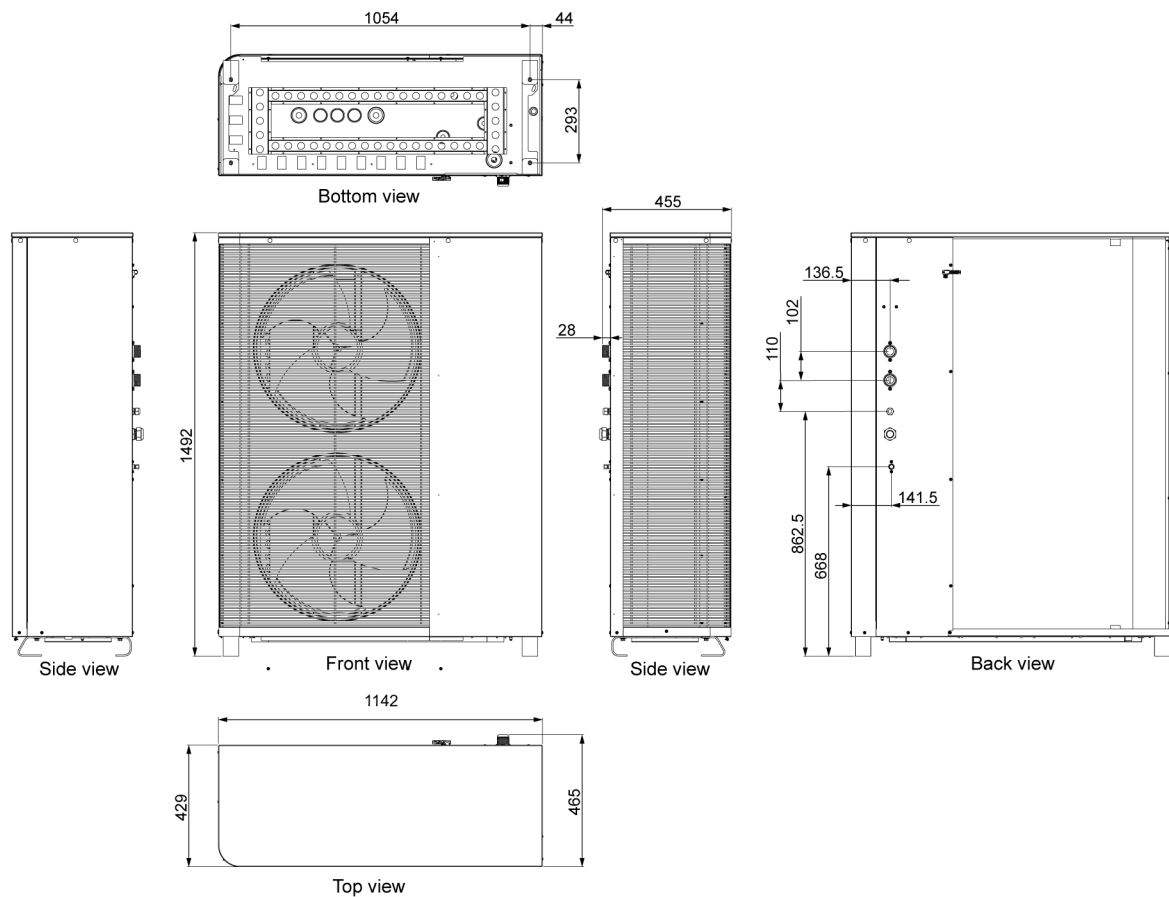 1054
44
293
Bottom view
455
28
136.5
102
110
1492
141.5
862.5
668
Side view
Front view
Side view
Back view
1142
429
465
Top view